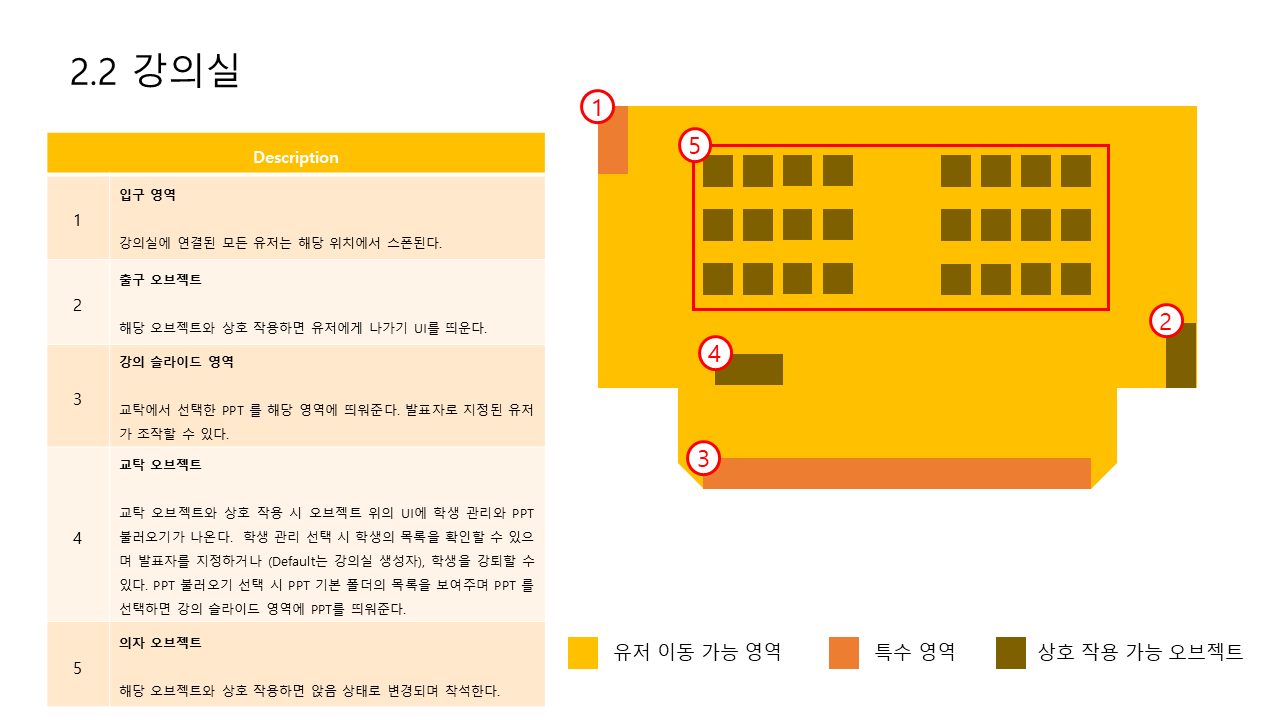 2.2 강의실
Description
1
입구 영역
강의실에 연결된 모든 유저는 해당 위치에서 스폰된다.
2
출구 오브젝트
해당 오브젝트와 상호 작용하면 유저에게 나가기 UI를 띄운다.
3
강의 슬라이드 영역
교탁에서 선택한 PPT 를 해당 영역에 띄워준다. 발표자로 지정된 유저
가 조작할 수 있다.
4
교탁 오브젝트
교탁 오브젝트와 상호 작용 시 오브젝트 위의 UI에 학생 관리와 PPT
불러오기가 나온다. 학생 관리 선택 시 학생의 목록을 확인할 수 있으
며 발표자를 지정하거나 (Default는 강의실 생성자), 학생을 강퇴할 수
있다. PPT 불러오기 선택 시 PPT 기본 폴더의 목록을 보여주며 PPT 를
선택하면 강의 슬라이드 영역에 PPT를 띄워준다.
5
의자 오브젝트
해당 오브젝트와 상호 작용하면 앉음 상태로 변경되며 착석한다.
1
5
2
4
3
유저 이동 가능 영역
특수 영역
상호 작용 가능 오브젝트